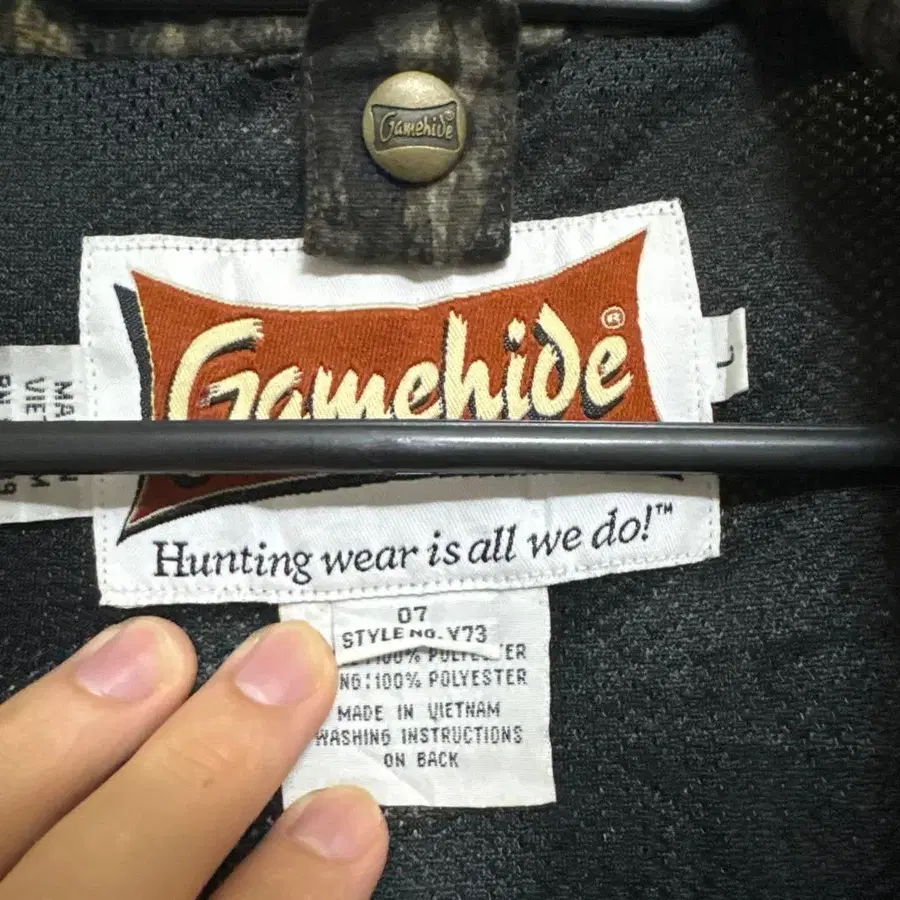 Gamehide
Gamehide®
Hunting wear is all we do!™
07
STYLE NO. V73
100% POLYESTER
100% POLYESTER
MADE IN VIETNAM
WASHING INSTRUCTIONS
ON BACK